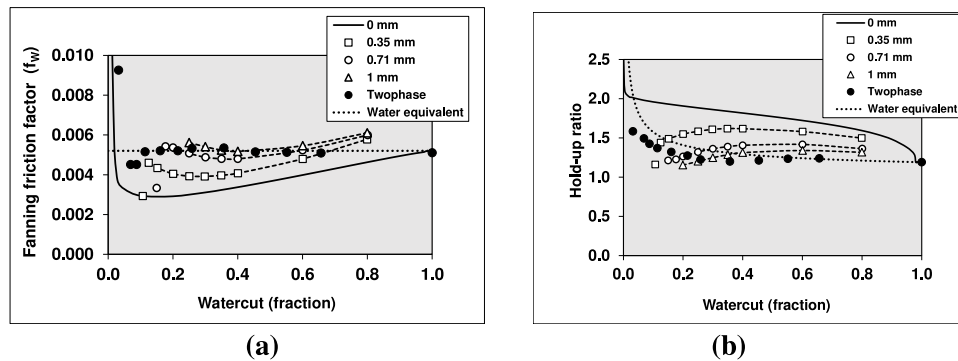 0 mm
0.35 mm
0.71 mm
1 mm
Twophase
Water equivalent
Fanning friction factor (fw)
0.010
0.008
0.006
0.004
0.002
0.000
0.0 0.2 0.4 0.6 0.8 1.0
Watercut (fraction)
(a)
0 mm
0.35 mm
0.71 mm
1 mm
Twophase
Water equivalent
Hold-up ratio
2.5
2.0
1.5
1.0
0.5
0.0
0.0 0.2 0.4 0.6 0.8 1.0
Watercut (fraction)
(b)